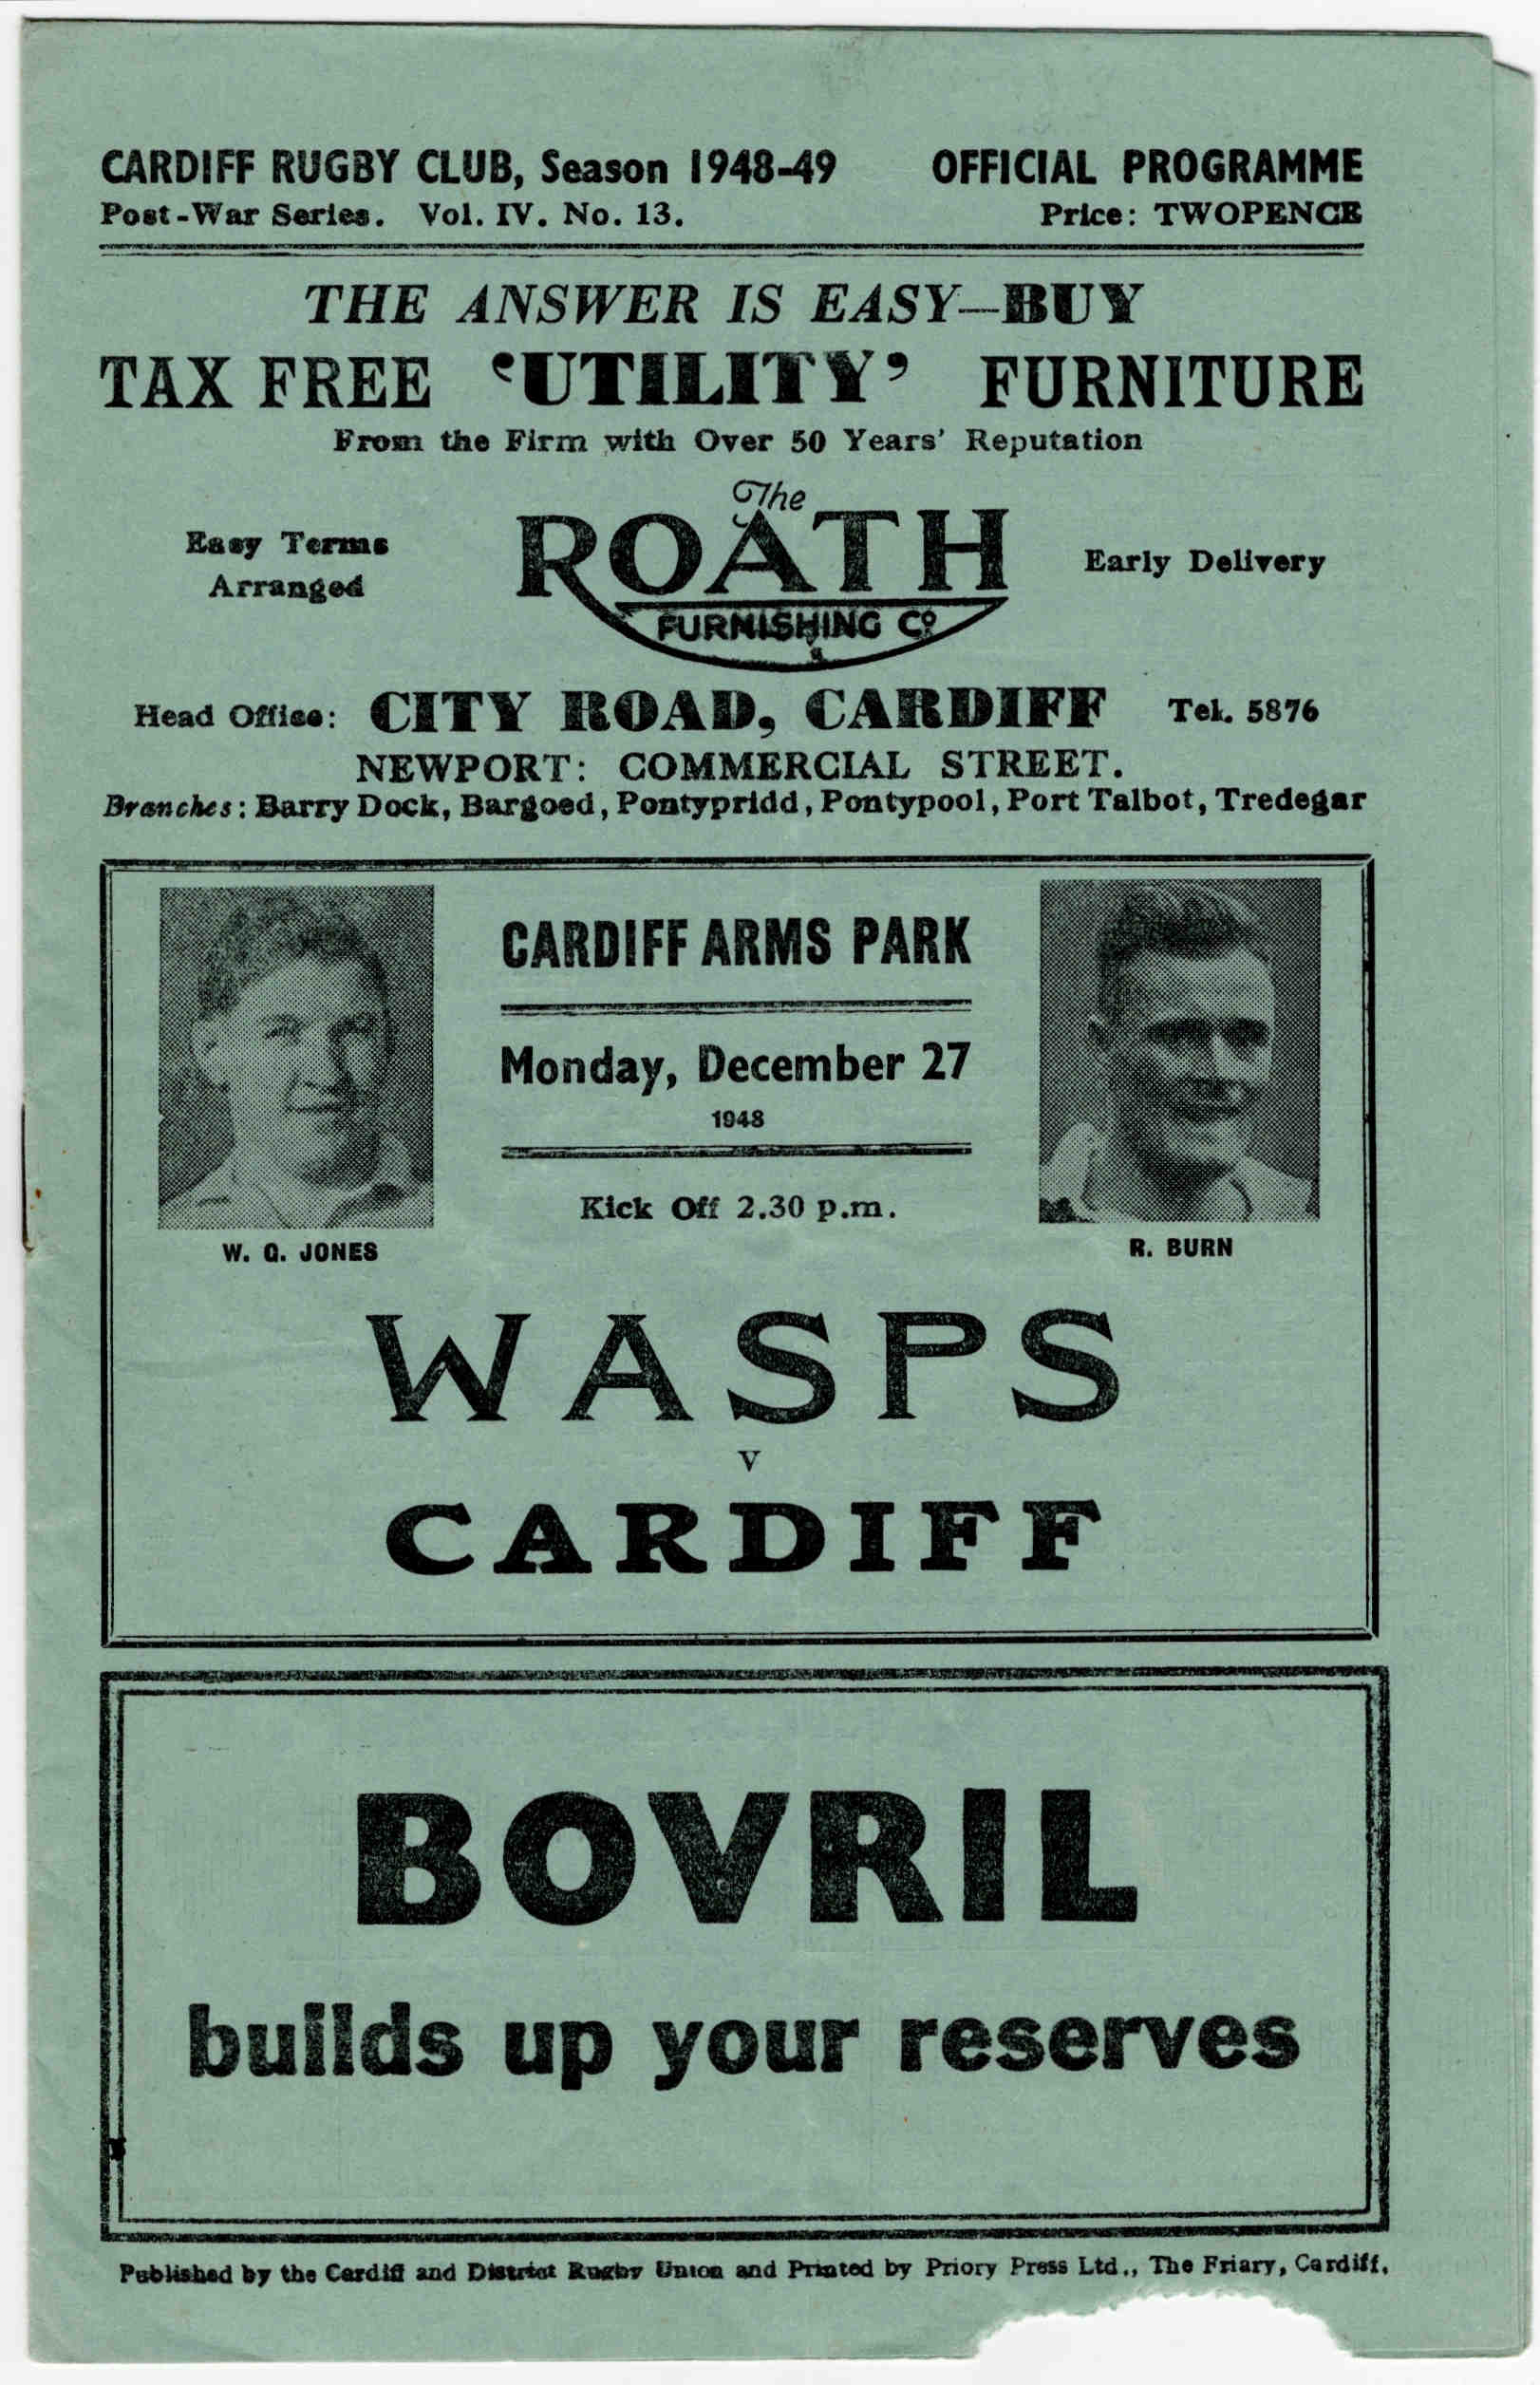 CARDIFF RUGBY CLUB, Season 1948-49 OFFICIAL PROGRAMME
Post-War Series. Vol. IV. No. 13. Price: TWOPENCE
THE ANSWER IS EASY—BUY
TAX FREE 'UTILITY' FURNITURE
From the Firm with Over 50 Years' Reputation
Easy Terms
Arranged
The
ROATH
FURNISHING Co.
Early Delivery
Head Office: CITY ROAD, CARDIFF Tel. 5876
NEWPORT: COMMERCIAL STREET.
Branches: Barry Dock, Bargoed, Pontypridd, Pontypool, Port Talbot, Tredegar
CARDIFF ARMS PARK
Monday, December 27
1948
Kick Off 2.30 p.m.
W. G. JONES
R. BURN
WASPS
v
CARDIFF
BOVRIL
builds up your reserves
Published by the Cardiff and District Rugby Union and Printed by Priory Press Ltd., The Friary, Cardiff.